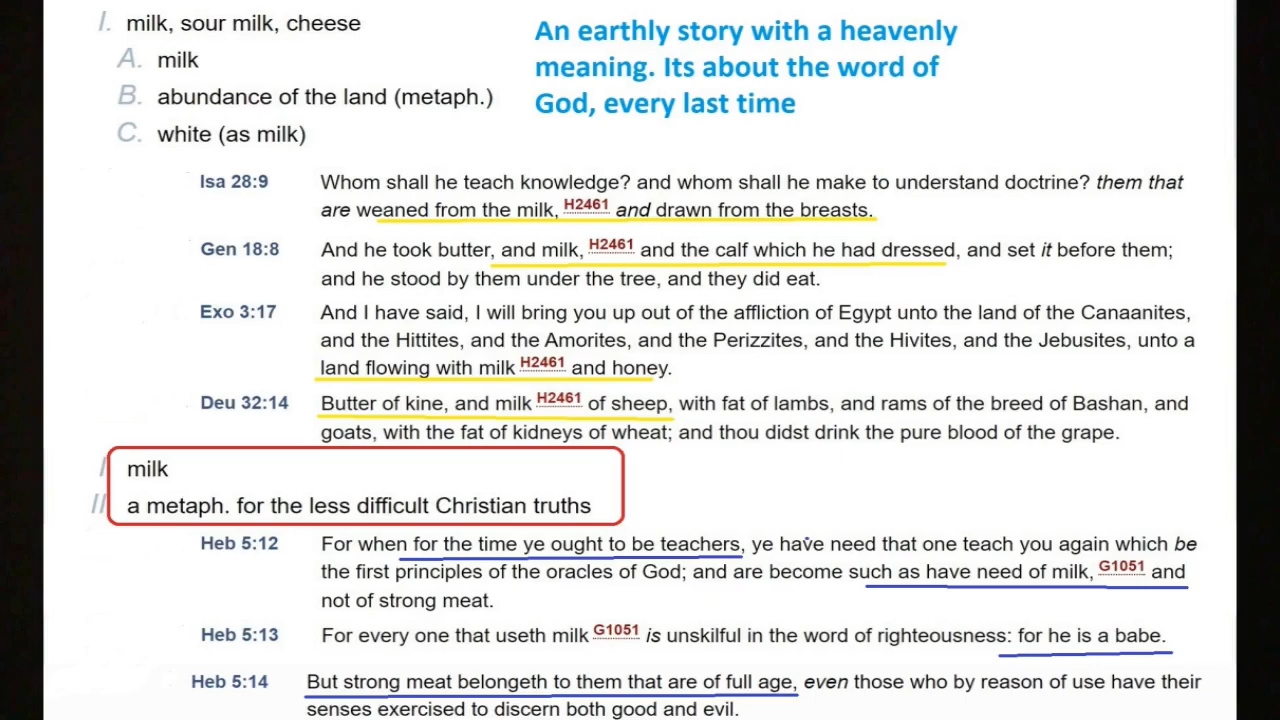 I. milk, sour milk, cheese
A. milk
B. abundance of the land (metaph.)
C. white (as milk)
An earthly story with a heavenly
meaning. Its about the word of
God, every last time
Isa 28:9 Whom shall he teach knowledge? and whom shall he make to understand doctrine? them that
are weaned from the milk, H2461 and drawn from the breasts.
Gen 18:8 And he took butter, and milk, H2461 and the calf which he had dressed, and set it before them;
and he stood by them under the tree, and they did eat.
Exo 3:17 And I have said, I will bring you up out of the affliction of Egypt unto the land of the Canaanites,
and the Hittites, and the Amorites, and the Perizzites, and the Hivites, and the Jebusites, unto a
land flowing with milk H2461 and honey.
Deu 32:14 Butter of kine, and milk H2461 of sheep, with fat of lambs, and rams of the breed of Bashan, and
goats, with the fat of kidneys of wheat; and thou didst drink the pure blood of the grape.
I milk
II a metaph. for the less difficult Christian truths
Heb 5:12 For when for the time ye ought to be teachers, ye have need that one teach you again which be
the first principles of the oracles of God; and are become such as have need of milk, G1051 and
not of strong meat.
Heb 5:13 For every one that useth milk G1051 is unskilful in the word of righteousness: for he is a babe.
Heb 5:14 But strong meat belongeth to them that are of full age, even those who by reason of use have their
senses exercised to discern both good and evil.